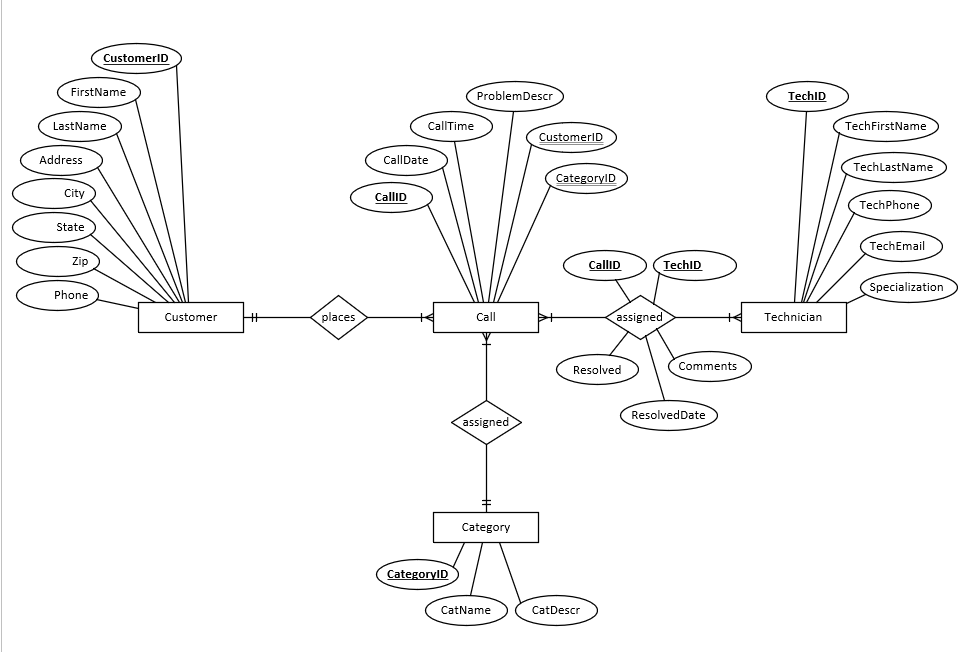 CustomerID
FirstName
LastName
Address
City
State
Zip
Phone
Customer
places
ProblemDescr
CallTime
CustomerID
CallDate
CategoryID
CallID
Call
CallID
TechID
assigned
Resolved
Comments
ResolvedDate
TechID
TechFirstName
TechLastName
TechPhone
TechEmail
Specialization
Technician
assigned
Category
CategoryID
CatName
CatDescr